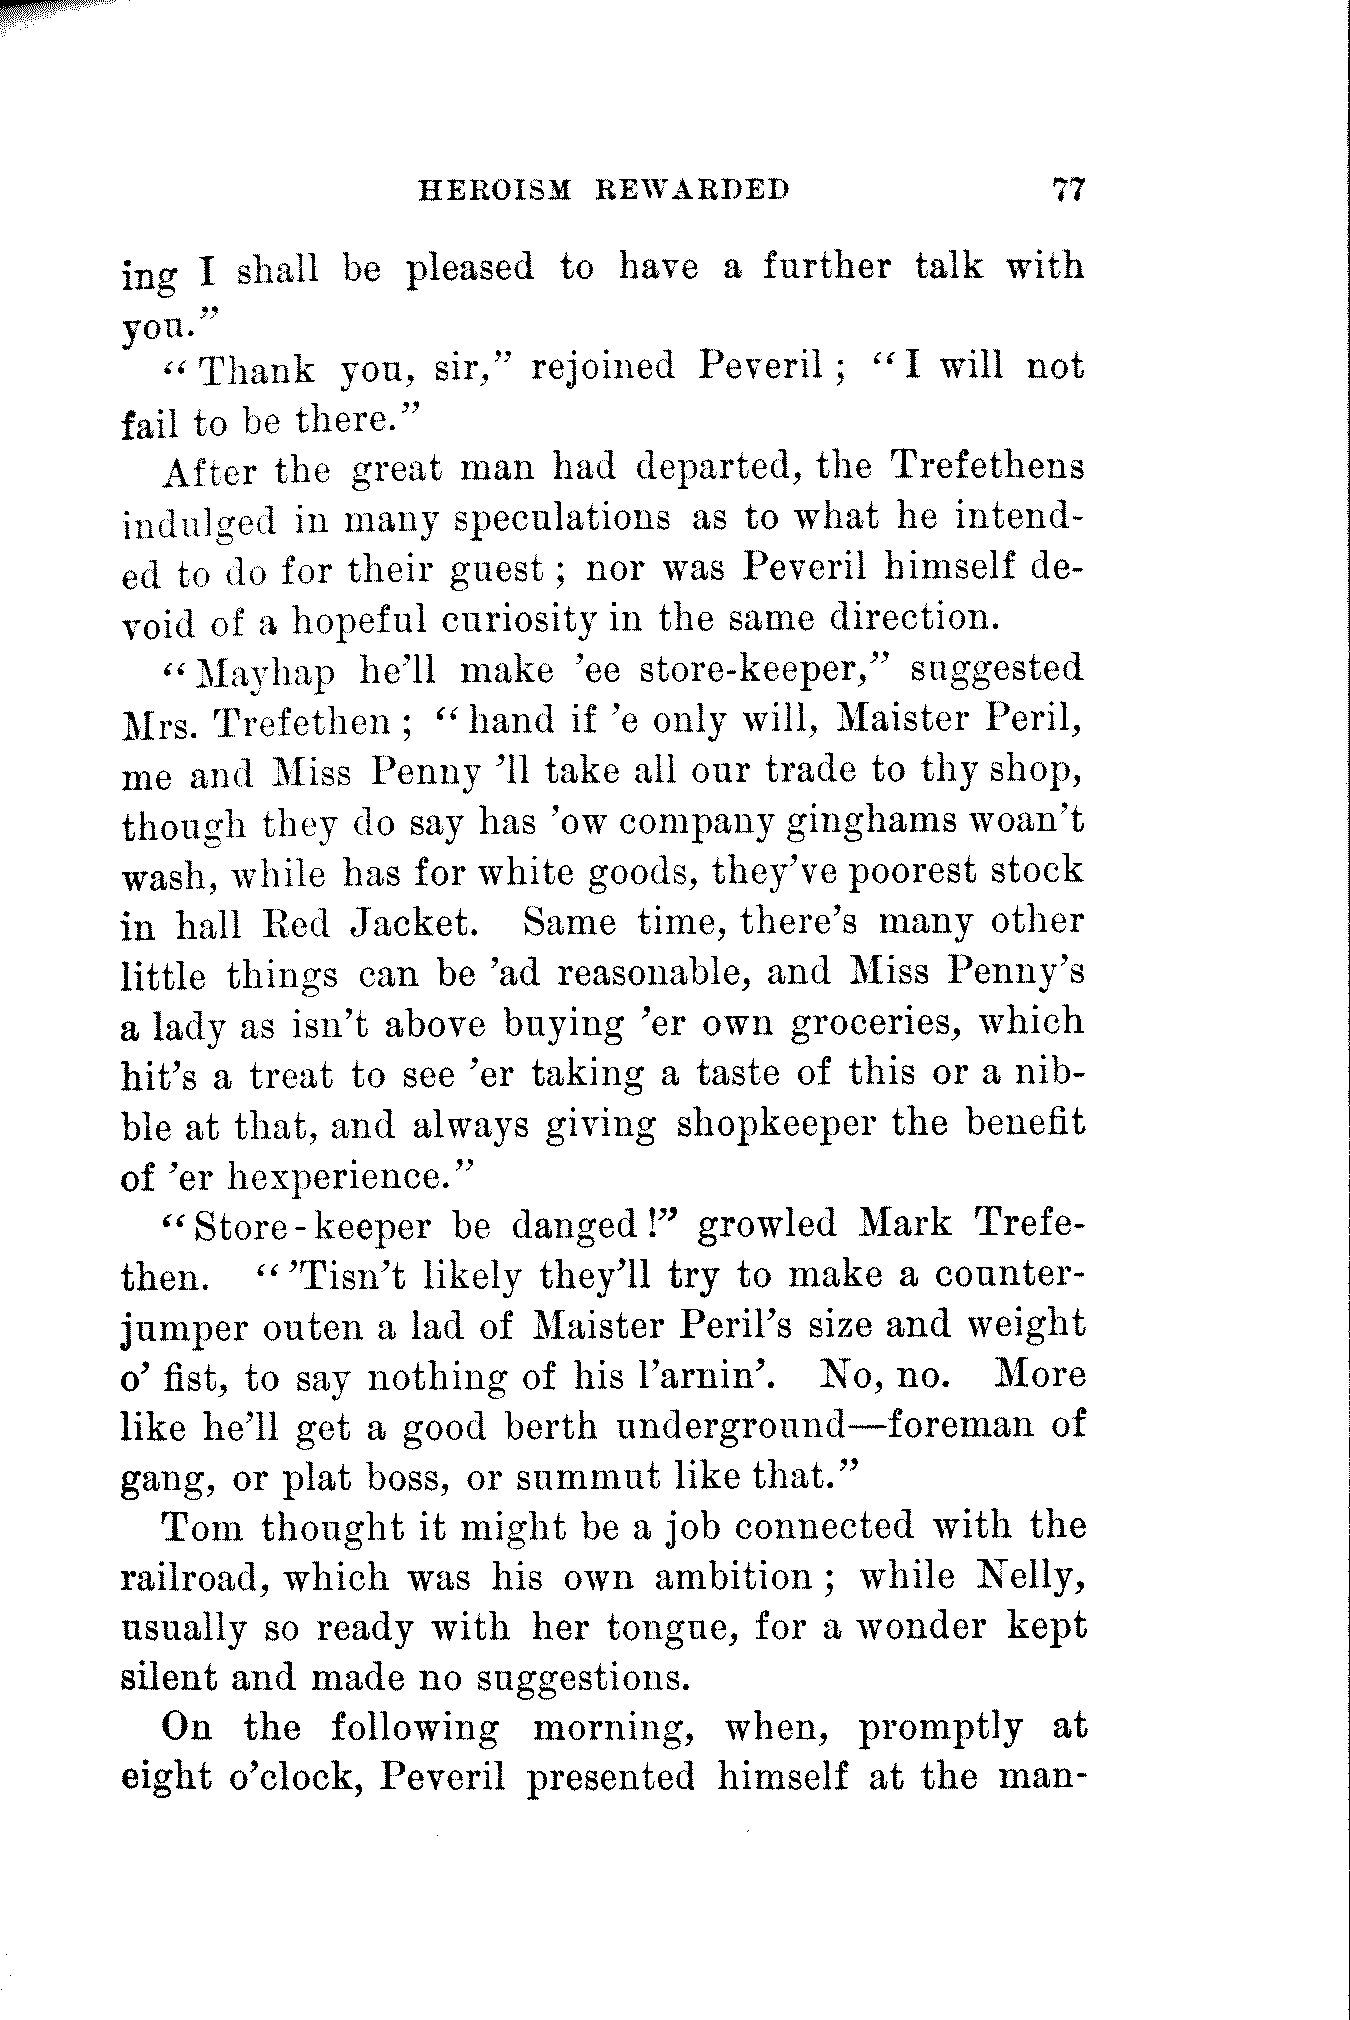 HEROISM REWARDED 77
ing I shall be pleased to have a further talk with
you."
"Thank you, sir," rejoined Peveril; "I will not
fail to be there."
After the great man had departed, the Trefethens
indulged in many speculations as to what he intend-
ed to do for their guest; nor was Peveril himself de-
void of a hopeful curiosity in the same direction.
"Mayhap he'll make 'ee store-keeper," suggested
Mrs. Trefethen; "hand if 'e only will, Maister Peril,
me and Miss Penny 'll take all our trade to thy shop,
though they do say has 'ow company ginghams woan't
wash, while has for white goods, they've poorest stock
in hall Red Jacket. Same time, there's many other
little things can be 'ad reasonable, and Miss Penny's
a lady as isn't above buying 'er own groceries, which
hit's a treat to see 'er taking a taste of this or a nib-
ble at that, and always giving shopkeeper the benefit
of 'er hexperience."
"Store-keeper be danged!" growled Mark Trefe-
then. "'Tisn't likely they'll try to make a counter-
jumper outen a lad of Maister Peril's size and weight
o' fist, to say nothing of his l'arnin'. No, no. More
like he'll get a good berth underground—foreman of
gang, or plat boss, or summut like that."
Tom thought it might be a job connected with the
railroad, which was his own ambition; while Nelly,
usually so ready with her tongue, for a wonder kept
silent and made no suggestions.
On the following morning, when, promptly at
eight o'clock, Peveril presented himself at the man-